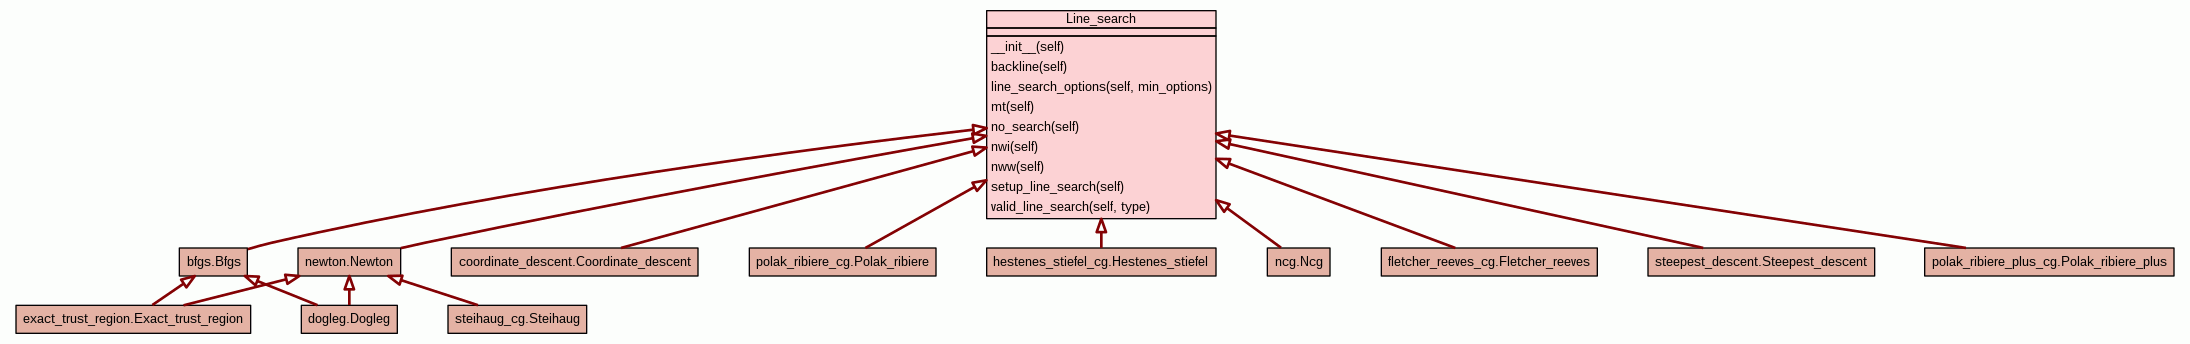 Line_search
__init__(self)
backline(self)
line_search_options(self, min_options)
mt(self)
no_search(self)
nwi(self)
nww(self)
setup_line_search(self)
valid_line_search(self, type)
bfgs.Bfgs
newton.Newton
coordinate_descent.Coordinate_descent
polak_ribiere_cg.Polak_ribiere
hestenes_stiefel_cg.Hestenes_stiefel
ncg.Ncg
fletcher_reeves_cg.Fletcher_reeves
steepest_descent.Steepest_descent
polak_ribiere_plus_cg.Polak_ribiere_plus
exact_trust_region.Exact_trust_region
dogleg.Dogleg
steihaug_cg.Steihaug